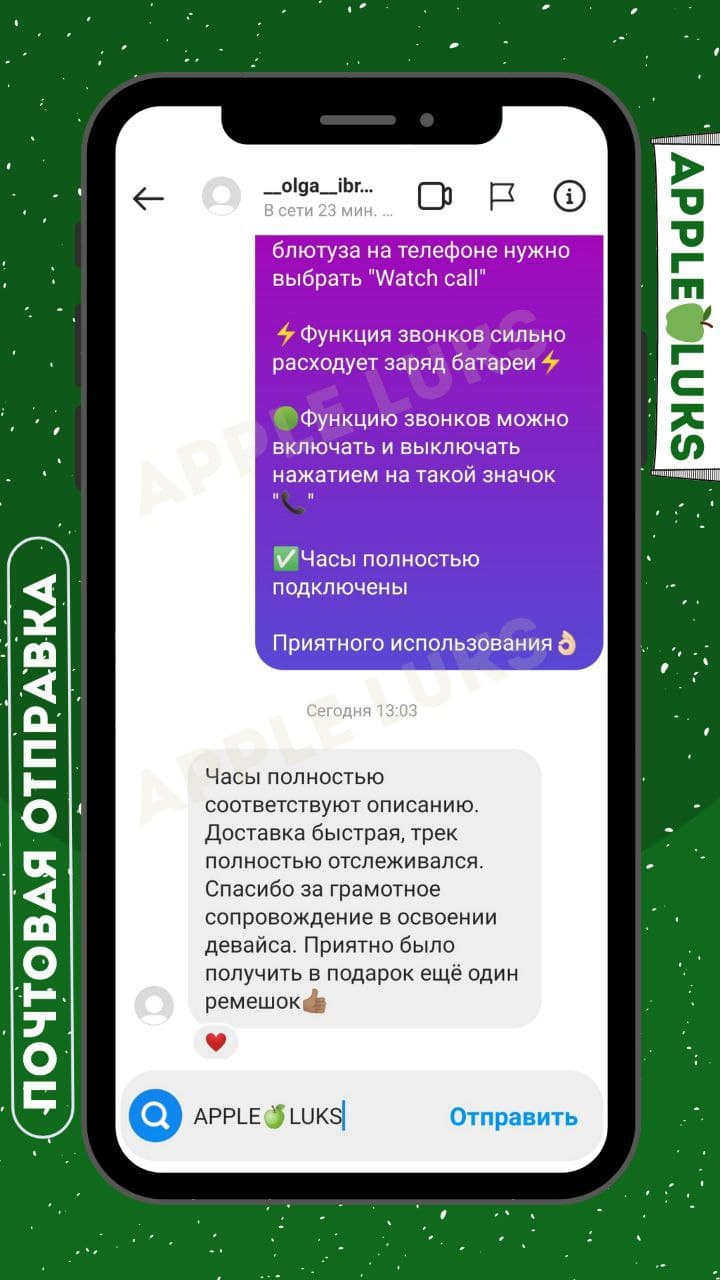 __olga__ibr...
В сети 23 мин. ...
блютуза на телефоне нужно
выбрать "Watch call"
⚡Функция звонков сильно
расходует заряд батареи⚡
🟢Функцию звонков можно
включать и выключать
нажатием на такой значок
"📞"
✅Часы полностью
подключены
Приятного использования👌🏻
Сегодня 13:03
Часы полностью
соответствуют описанию.
Доставка быстрая, трек
полностью отслеживался.
Спасибо за грамотное
сопровождение в освоении
девайса. Приятно было
получить в подарок ещё один
ремешок👍🏽
❤️
APPLE🍏LUKS
Отправить
ПОЧТОВАЯ ОТПРАВКА
APPLE🍏LUKS
APPLE LUKS
APPLE LUKS